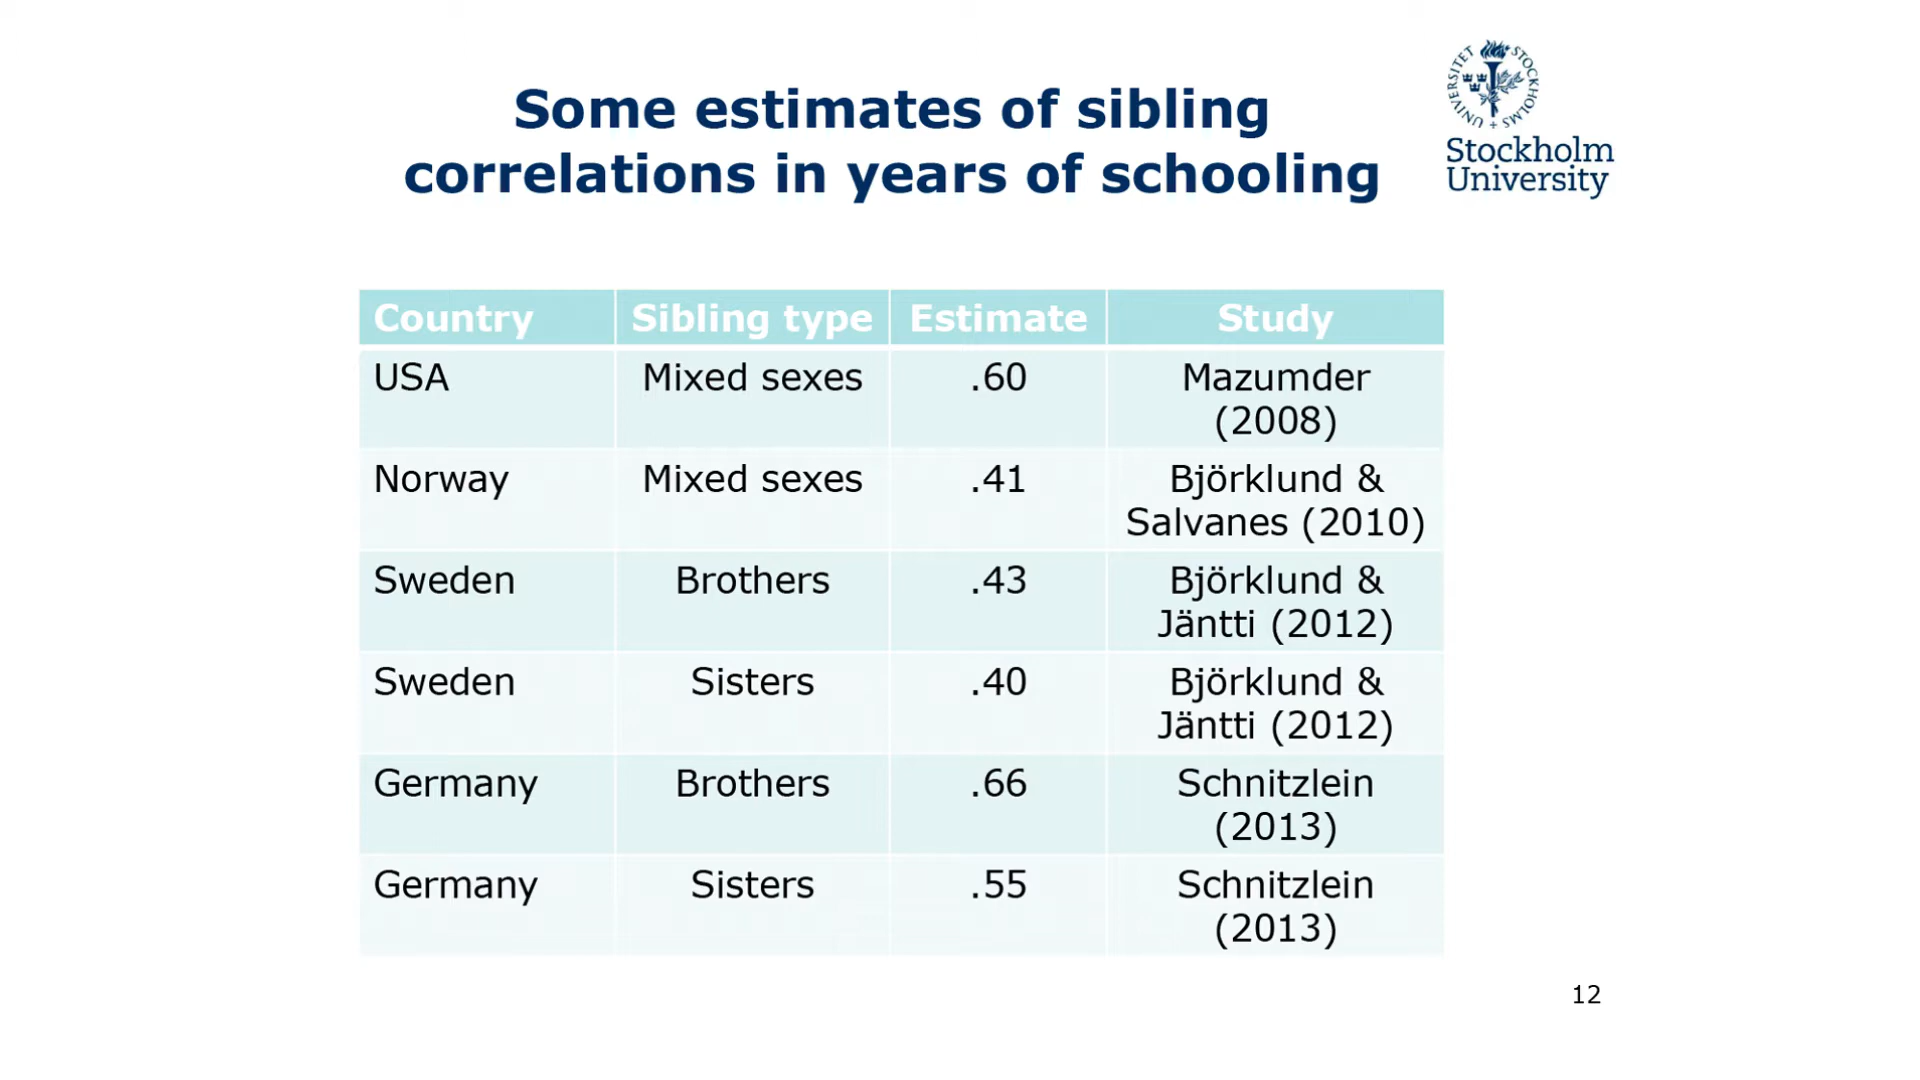 Some estimates of sibling
correlations in years of schooling
UNIVERSITET STOCKHOLMS +
Stockholm
University
Country Sibling type Estimate Study
USA Mixed sexes .60 Mazumder
(2008)
Norway Mixed sexes .41 Björklund &
Salvanes (2010)
Sweden Brothers .43 Björklund &
Jäntti (2012)
Sweden Sisters .40 Björklund &
Jäntti (2012)
Germany Brothers .66 Schnitzlein
(2013)
Germany Sisters .55 Schnitzlein
(2013)
12